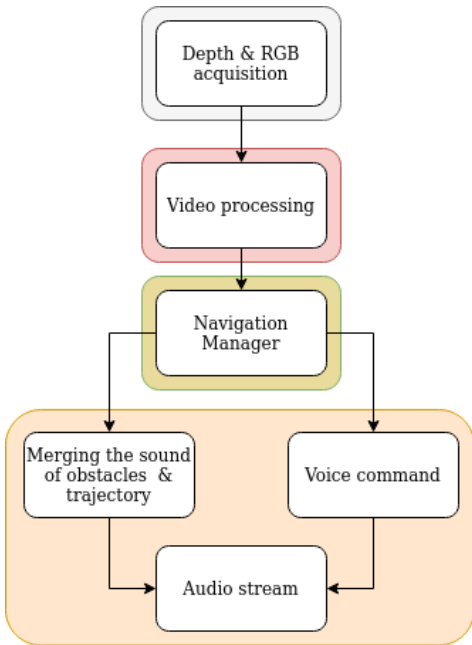 Depth & RGB
acquisition
Video processing
Navigation
Manager
Merging the sound
of obstacles & 
trajectory
Voice command
Audio stream